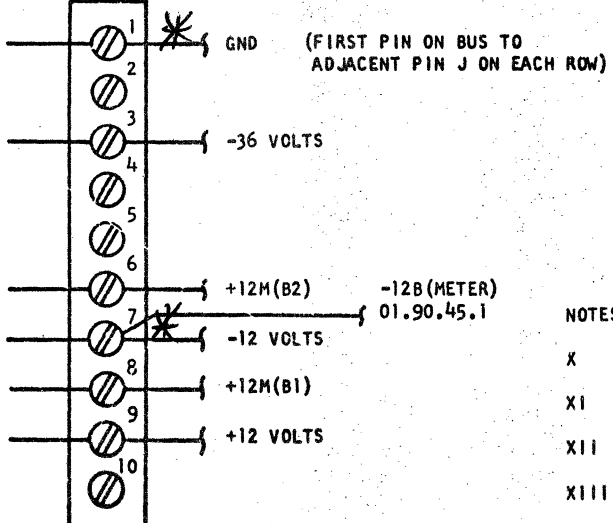 1
GND (FIRST PIN ON BUS TO
ADJACENT PIN J ON EACH ROW)
2
3
-36 VOLTS
4
5
6
+12M(B2) -12B(METER)
01.90.45.1
NOTES
7
-12 VOLTS
X
8
+12M(B1)
XI
9
+12 VOLTS
XII
10
XIII